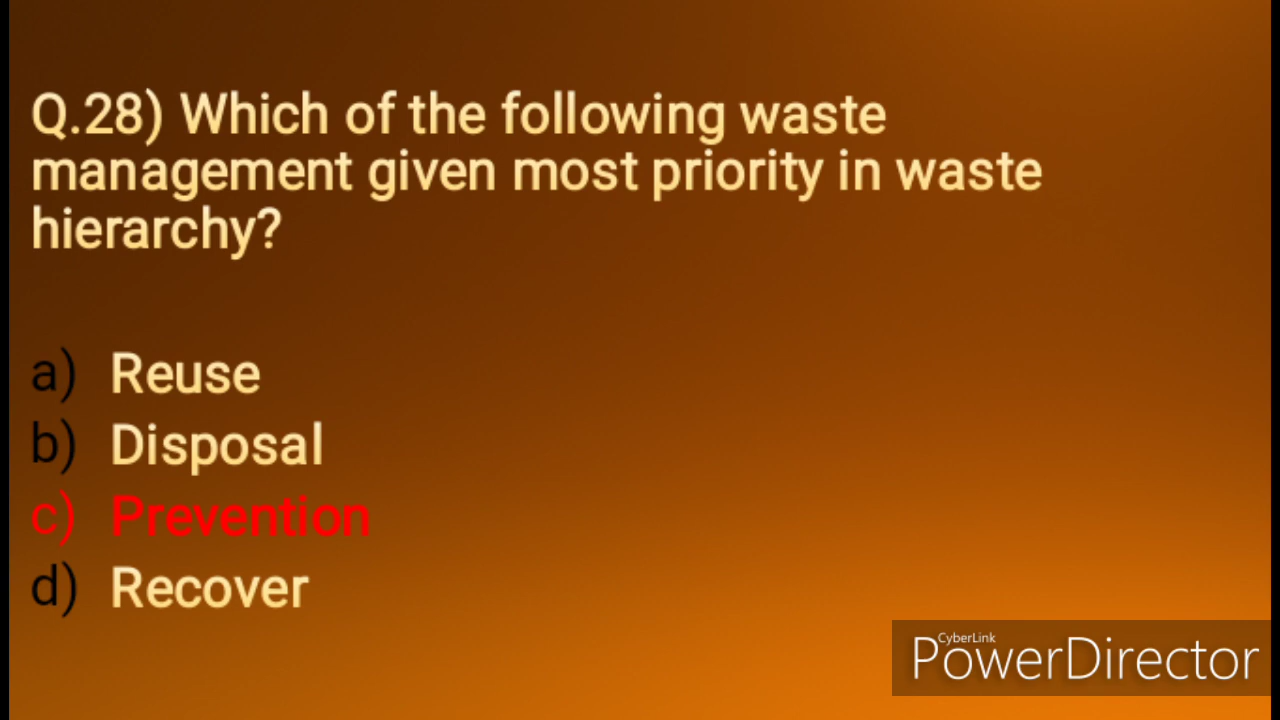 Q.28) Which of the following waste
management given most priority in waste
hierarchy?
a) Reuse
b) Disposal
c) Prevention
d) Recover
CyberLink
PowerDirector